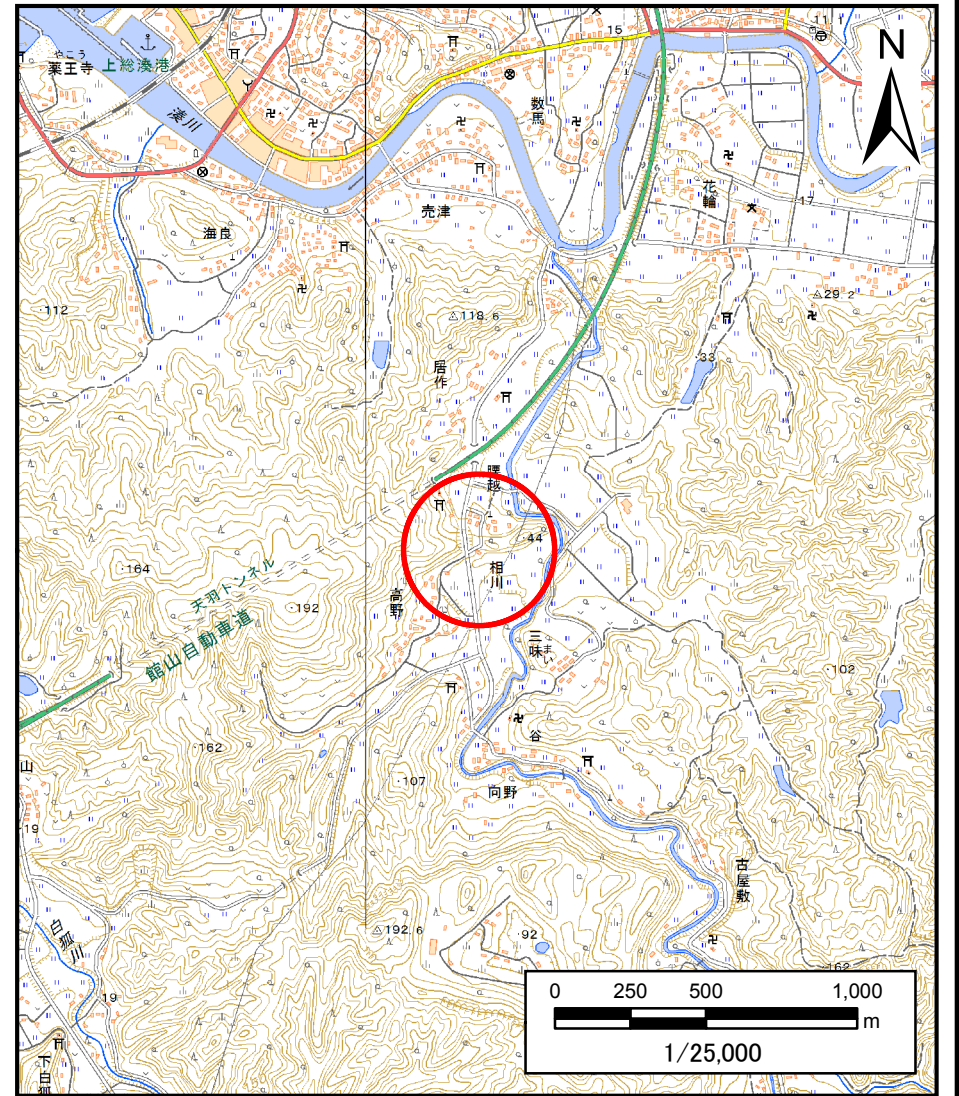 15
11
N
やこう
薬王寺
上総湊港
湊川
数馬
花輪
17
売津
海良
112
118.6
29.2
33
居作
腰越
44
相川
164
天羽トンネル
192
高野
館山自動車道
三味
まい
102
162
谷
山
107
向野
19
古屋敷
白狐川
192.6
92
162
19
下白狐
0 250 500 1,000
m
1/25,000